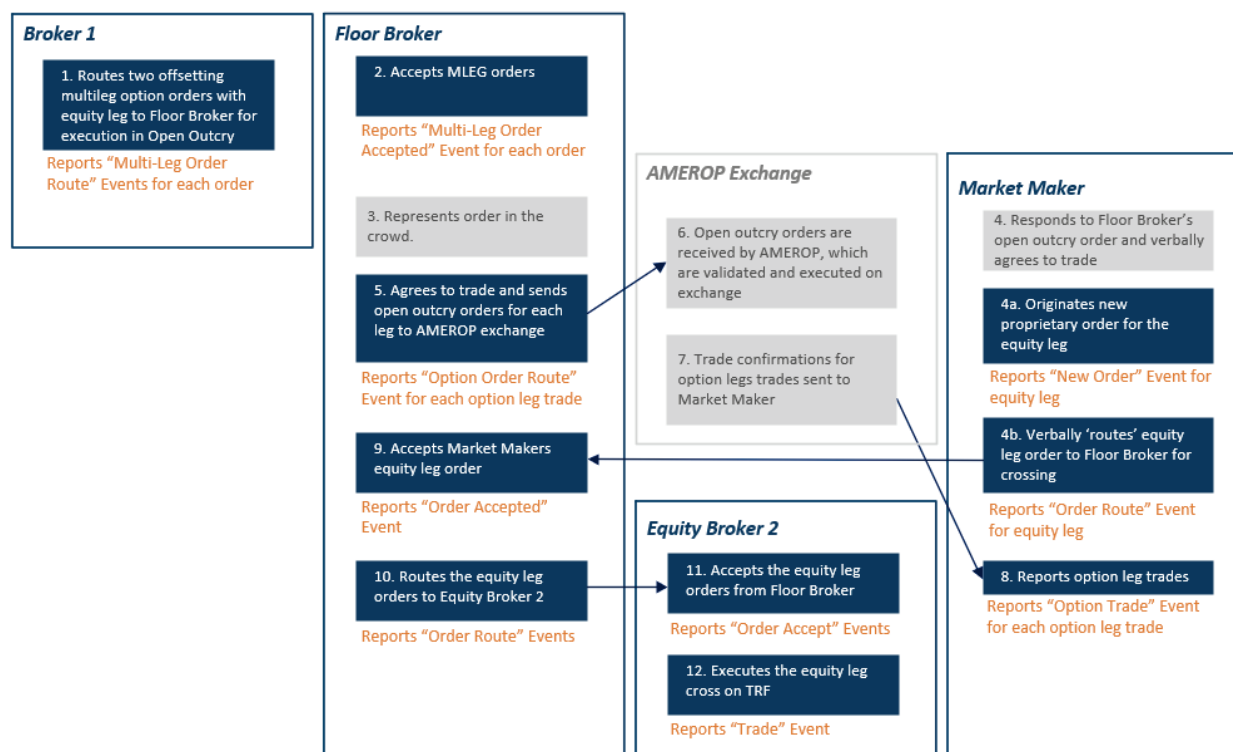 Broker 1
1. Routes two offsetting
multileg option orders with
equity leg to Floor Broker for
execution in Open Outcry
Reports “Multi-Leg Order
Route” Events for each order
Floor Broker
2. Accepts MLEG orders
Reports “Multi-Leg Order
Accepted” Event for each order
3. Represents order in the
crowd.
5. Agrees to trade and sends
open outcry orders for each
leg to AMEROP exchange
Reports “Option Order Route”
Event for each option leg trade
9. Accepts Market Makers
equity leg order
Reports “Order Accepted”
Event
10. Routes the equity leg
orders to Equity Broker 2
Reports “Order Route” Events
AMEROP Exchange
6. Open outcry orders are
received by AMEROP, which
are validated and executed on
exchange
7. Trade confirmations for
option legs trades sent to
Market Maker
Equity Broker 2
11. Accepts the equity leg
orders from Floor Broker
Reports “Order Accept” Events
12. Executes the equity leg
cross on TRF
Reports “Trade” Event
Market Maker
4. Responds to Floor Broker’s
open outcry order and verbally
agrees to trade
4a. Originates new
proprietary order for the
equity leg
Reports “New Order” Event for
equity leg
4b. Verbally ‘routes’ equity
leg order to Floor Broker for
crossing
Reports “Order Route” Event
for equity leg
8. Reports option leg trades
Reports “Option Trade” Event
for each option leg trade